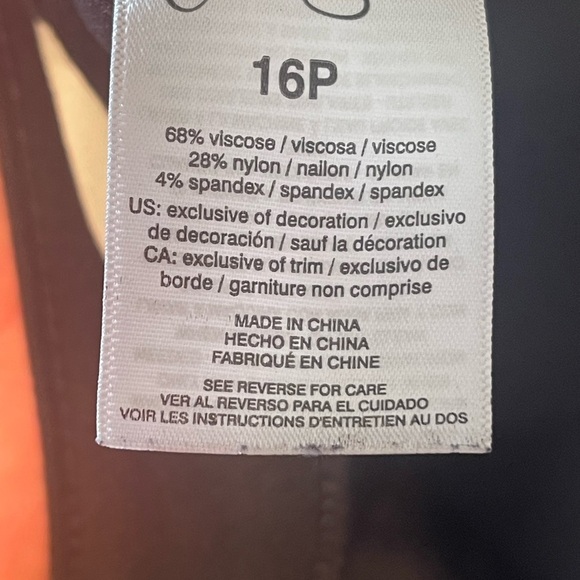 16P
68% viscose / viscosa / viscose
28% nylon / nailon / nylon
4% spandex / spandex / spandex
US: exclusive of decoration / exclusivo
de decoración / sauf la décoration
CA: exclusive of trim / exclusivo de
borde / garniture non comprise
MADE IN CHINA
HECHO EN CHINA
FABRIQUÉ EN CHINE
SEE REVERSE FOR CARE
VER AL REVERSO PARA EL CUIDADO
VOIR LES INSTRUCTIONS D'ENTRETIEN AU DOS